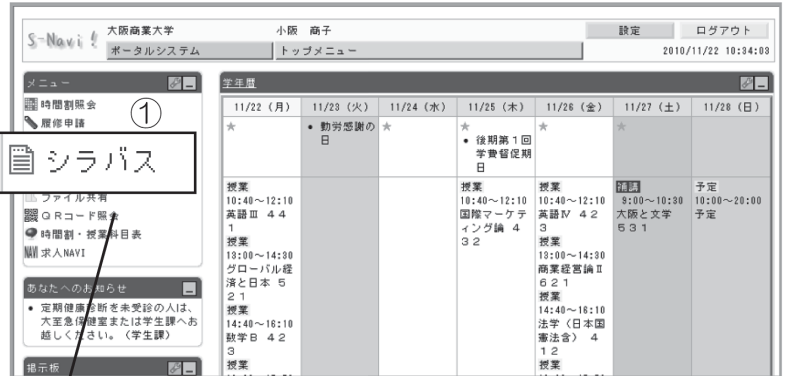 S-Navi!
大阪商業大学
小阪 商子
設定
ログアウト
ポータルシステム
トップメニュー
2010/11/22 10:34:03
メニュー
時間割照会
履修申請
①
シラバス
ファイル共有
QRコード照会
時間割・授業科目表
求人NAVI
あなたへのお知らせ
• 定期健康診断を未受診の人は、
大至急保健室または学生課へお
越しください。（学生課）
掲示板
学年暦
11/22（月）
11/23（火）
11/24（水）
11/25（木）
11/26（金）
11/27（土）
11/28（日）
• 勤労感謝の
日
• 後期第１回
学費督促期
日
授業
10:40～12:10
英語Ⅲ ４４
１
授業
13:00～14:30
グローバル経
済と日本 ５
２１
授業
14:40～16:10
数学Ｂ ４２
３
授業
授業
10:40～12:10
国際マーケテ
ィング論 ４
３２
授業
10:40～12:10
英語Ⅳ ４２
３
授業
13:00～14:30
商業経営論Ⅱ
６２１
授業
14:40～16:10
法学（日本国
憲法含） ４
１２
授業
補講
9:00～10:30
大阪と文学
５３１
予定
10:00～20:00
予定